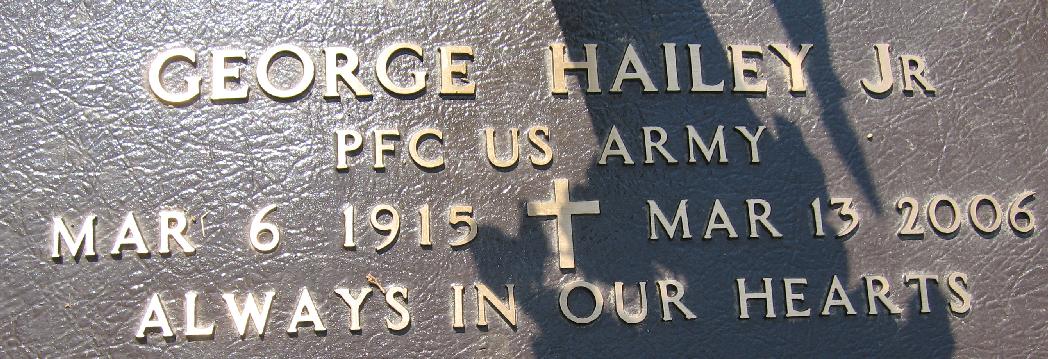 GEORGE HAILEY JR
PFC US ARMY
MAR 6 1915 MAR 13 2006
ALWAYS IN OUR HEARTS